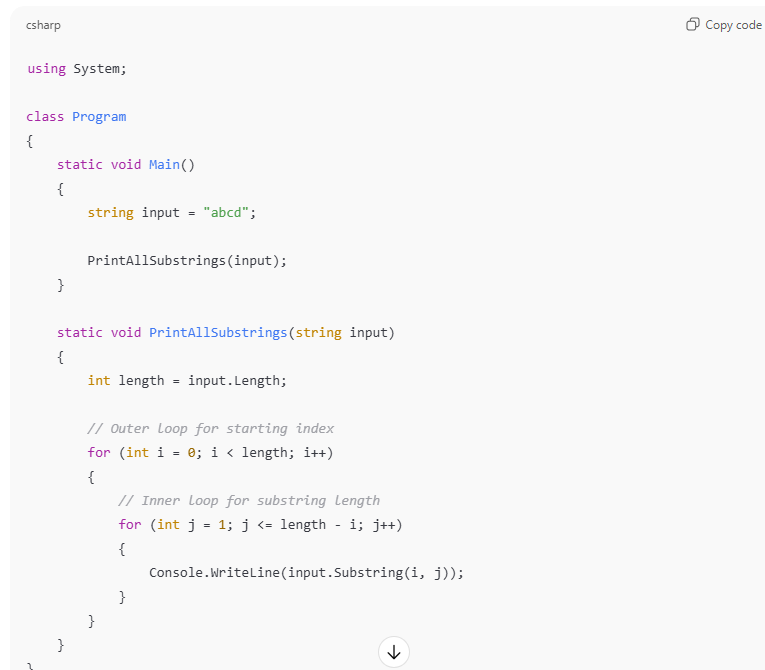 csharp
Copy code
using System;
class Program
{
    static void Main()
    {
        string input = "abcd";
        PrintAllSubstrings(input);
    }
    static void PrintAllSubstrings(string input)
    {
        int length = input.Length;
        // Outer loop for starting index
        for (int i = 0; i < length; i++)
        {
            // Inner loop for substring length
            for (int j = 1; j <= length - i; j++)
            {
                Console.WriteLine(input.Substring(i, j));
            }
        }
    }
}